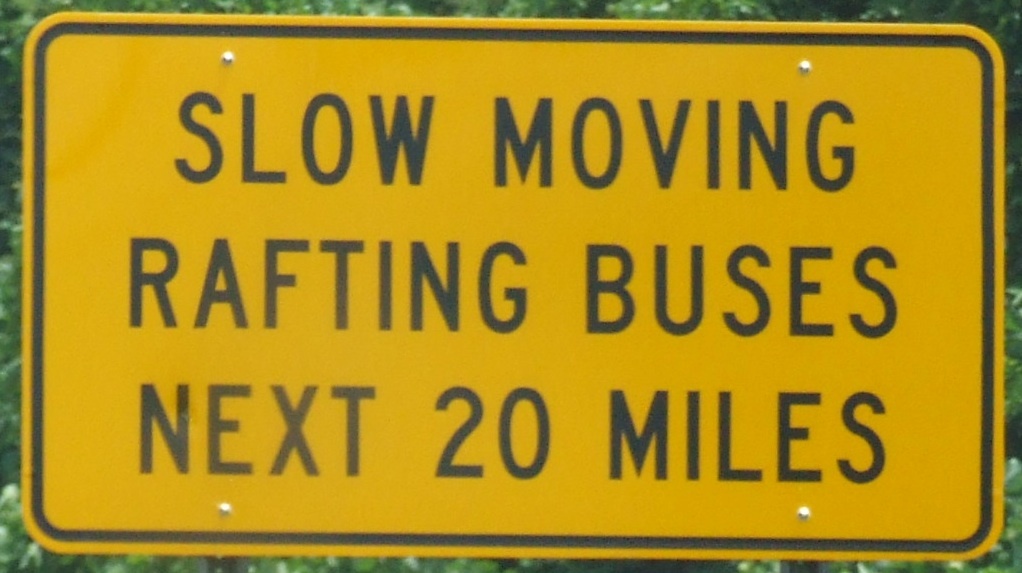 SLOW MOVING
RAFTING BUSES
NEXT 20 MILES